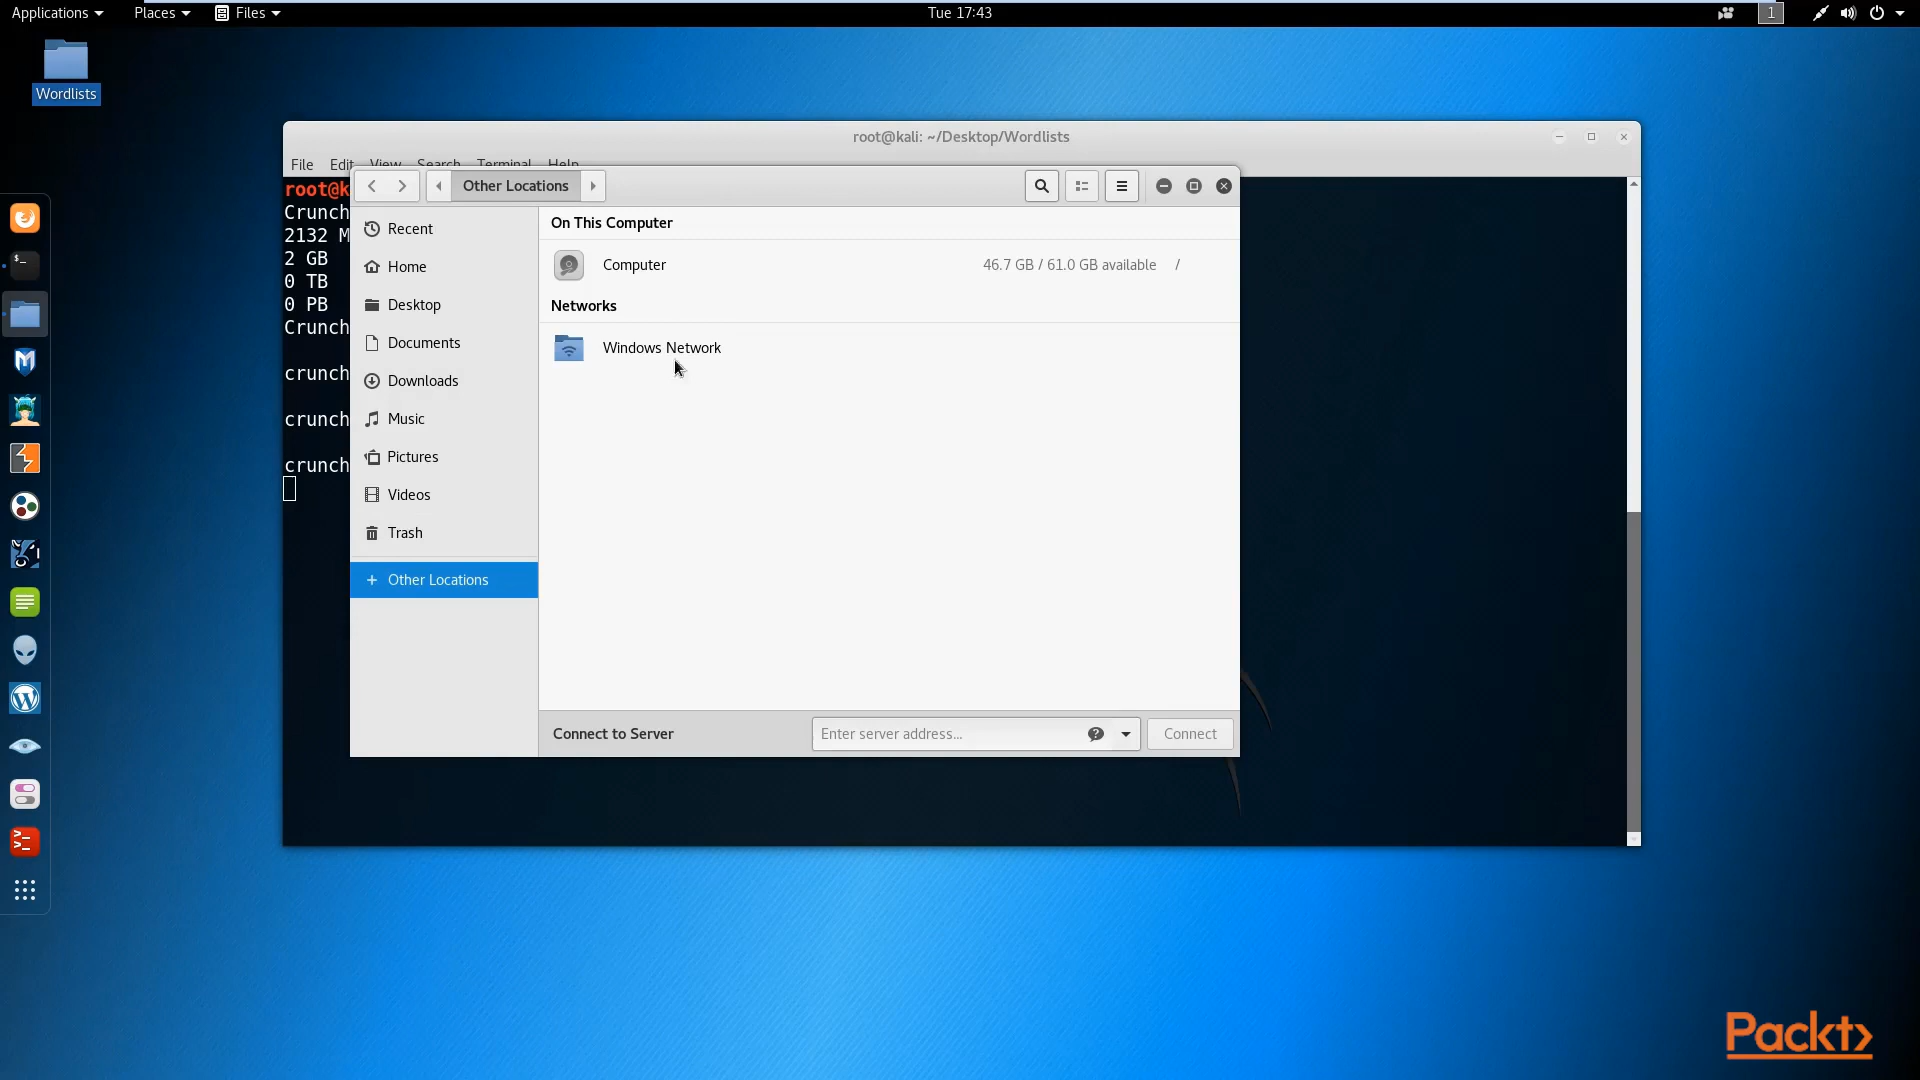 Applications Places Files Tue 17:43 1
Wordlists
root@kali: ~/Desktop/Wordlists
File Edit View Search Terminal Help
root@k
Crunch
2132 M
2 GB
0 TB
0 PB
Crunch
crunch
crunch
crunch
Other Locations
Recent
Home
Desktop
Documents
Downloads
Music
Pictures
Videos
Trash
Other Locations
On This Computer
Computer 46.7 GB / 61.0 GB available /
Networks
Windows Network
Connect to Server Enter server address... Connect
Packt